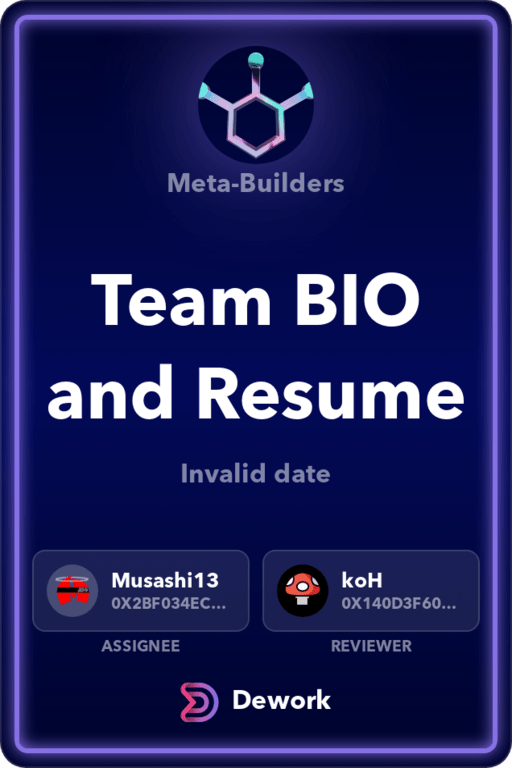 Meta-Builders
Team BIO
and Resume
Invalid date
Musashi13
0X2BF034EC...
ASSIGNEE
koH
0X140D3F60...
REVIEWER
Dework